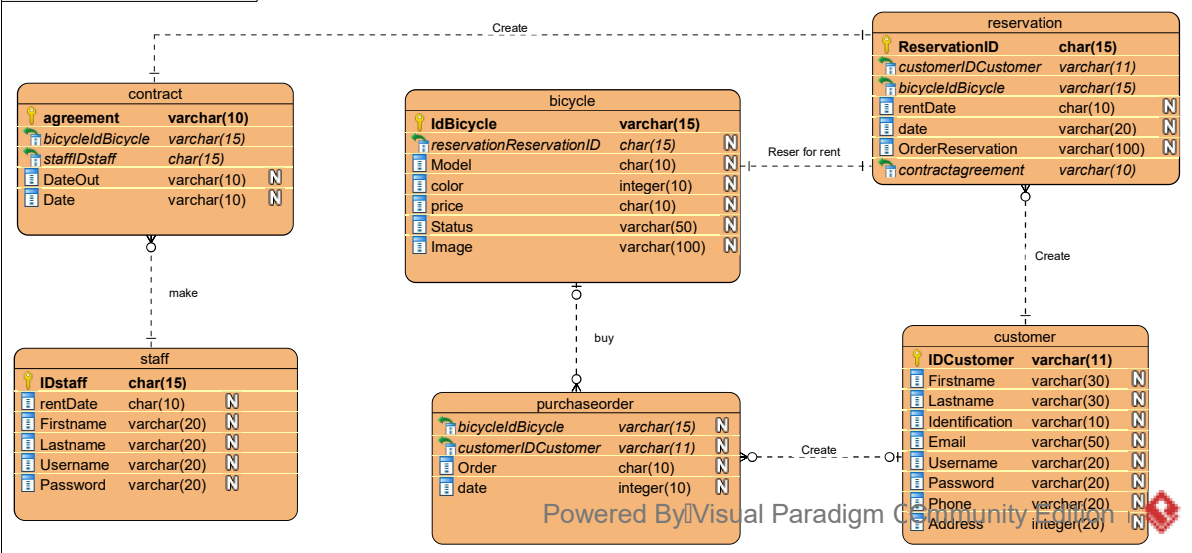 Create
reservation
ReservationID char(15)
customerIDCustomer varchar(11)
bicycleIdBicycle varchar(15)
rentDate char(10) N
date varchar(20) N
OrderReservation varchar(100) N
contractagreement varchar(10)
contract
agreement varchar(10)
bicycleIdBicycle varchar(15)
staffIDstaff char(15)
DateOut varchar(10) N
Date varchar(10) N
bicycle
IdBicycle varchar(15)
reservationReservationID char(15) N
Model char(10) N
color integer(10) N
price char(10) N
Status varchar(50) N
Image varchar(100) N
Reser for rent
make
buy
Create
staff
IDstaff char(15)
rentDate char(10) N
Firstname varchar(20) N
Lastname varchar(20) N
Username varchar(20) N
Password varchar(20) N
purchaseorder
bicycleIdBicycle varchar(15) N
customerIDCustomer varchar(11) N
Order char(10) N
date integer(10) N
Create
customer
IDCustomer varchar(11)
Firstname varchar(30) N
Lastname varchar(30) N
Identification varchar(10) N
Email varchar(50) N
Username varchar(20) N
Password varchar(20) N
Phone varchar(20) N
Address integer(20) N
Powered By Visual Paradigm Community Edition